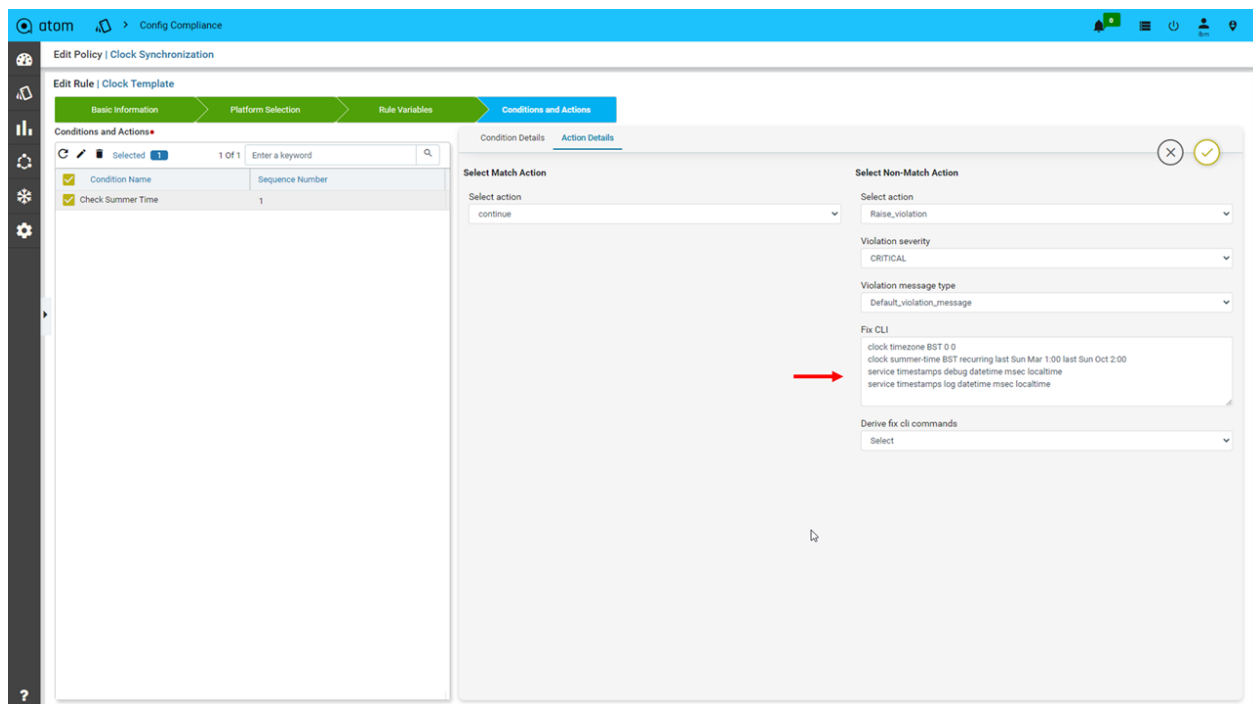 atom > Config Compliance
0
Edit Policy | Clock Synchronization
Edit Rule | Clock Template
Basic Information Platform Selection Rule Variables Conditions and Actions
Conditions and Actions
Selected 1 1 Of 1 Enter a keyword
Condition Name Sequence Number
Check Summer Time 1
Condition Details Action Details
Select Match Action
Select action
continue
Select Non-Match Action
Select action
Raise_violation
Violation severity
CRITICAL
Violation message type
Default_violation_message
Fix CLI
clock timezone BST 0 0
clock summer-time BST recurring last Sun Mar 1:00 last Sun Oct 2:00
service timestamps debug datetime msec localtime
service timestamps log datetime msec localtime
Derive fix cli commands
Select
?